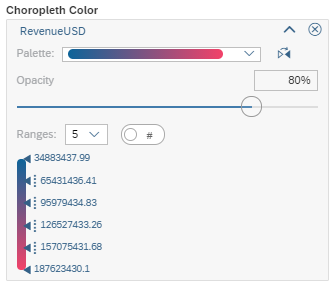 Choropleth Color
RevenueUSD
Palette:
Opacity
80%
Ranges: 5 #
34883437.99
65431436.41
95979434.83
126527433.26
157075431.68
187623430.1